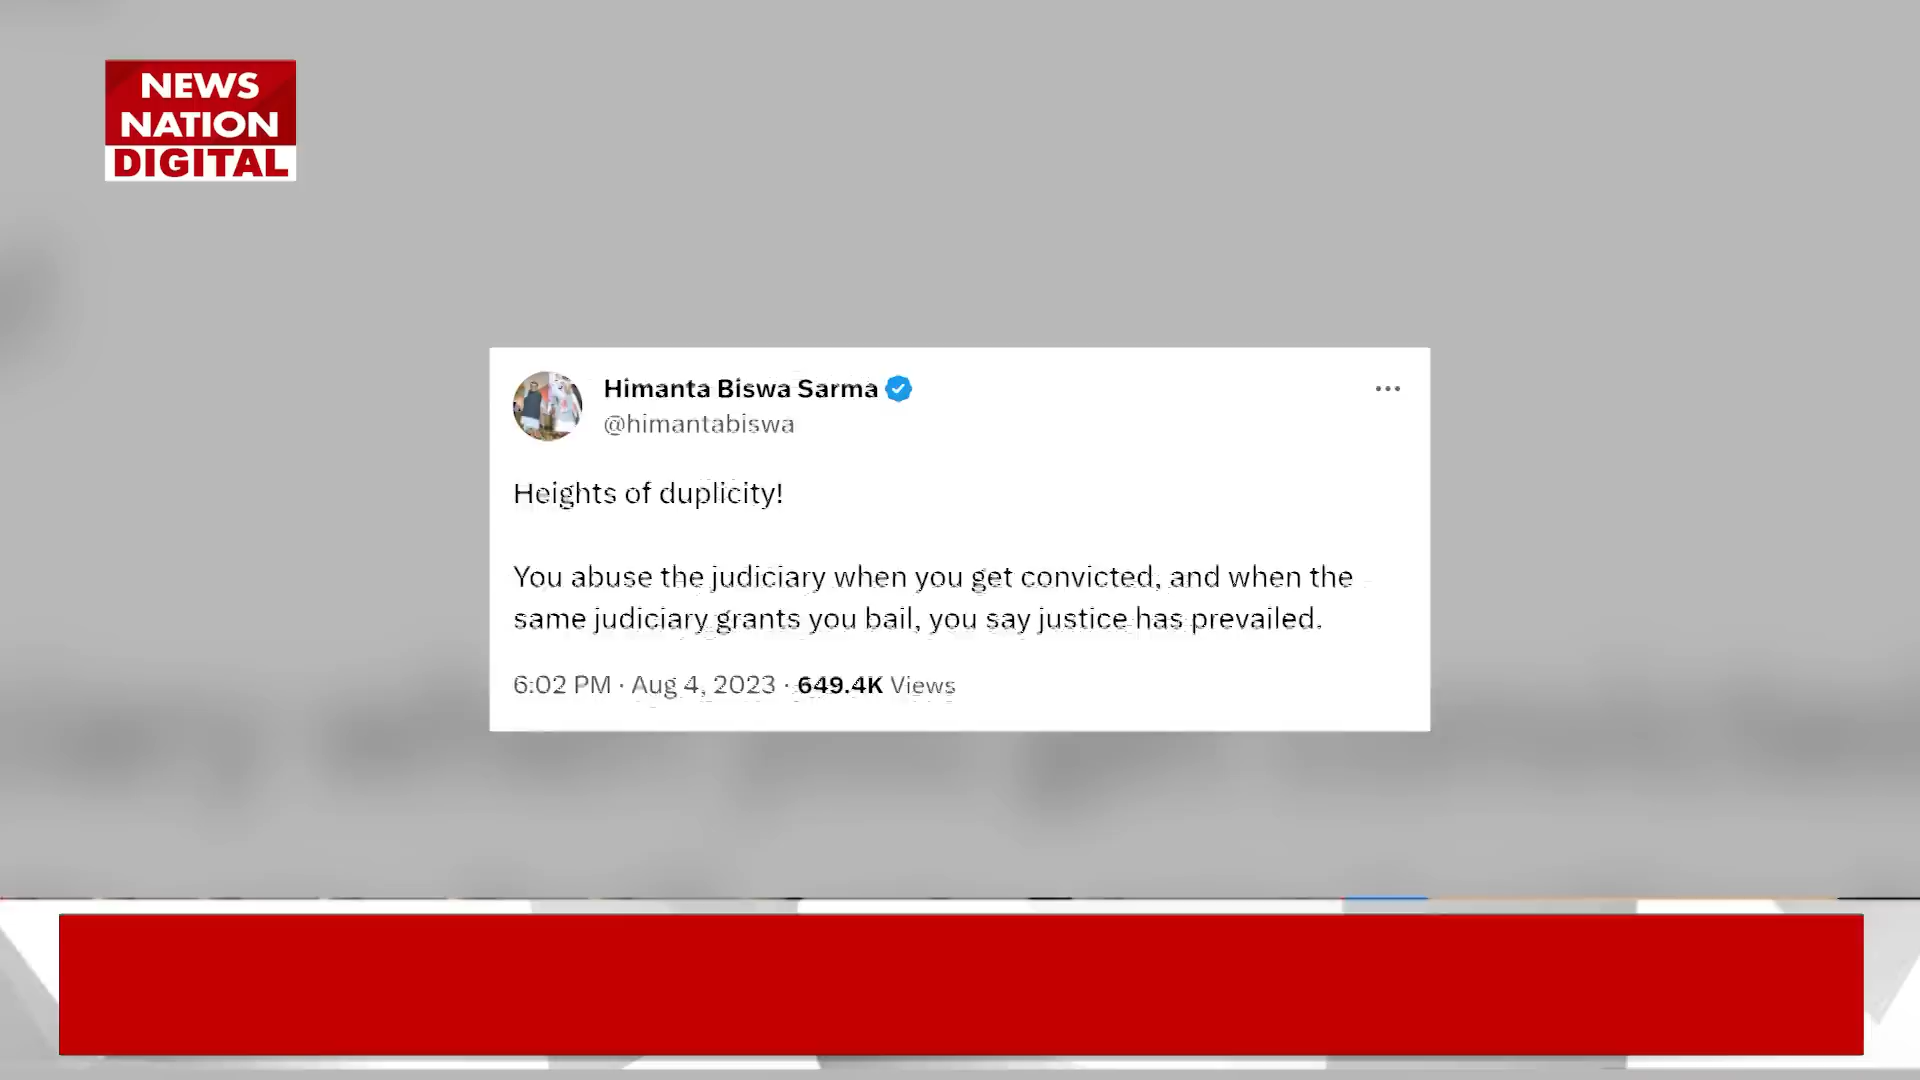 NEWS
NATION
DIGITAL
Himanta Biswa Sarma
@himantabiswa
Heights of duplicity!
You abuse the judiciary when you get convicted, and when the
same judiciary grants you bail, you say justice has prevailed.
6:02 PM · Aug 4, 2023 · 649.4K Views